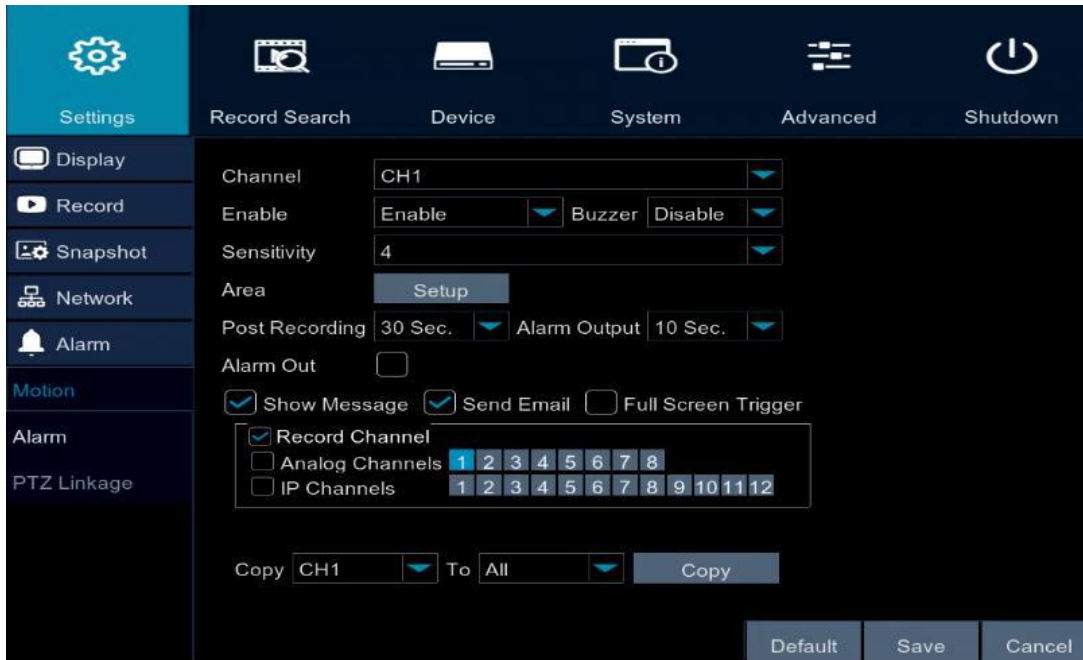 Settings Record Search Device System Advanced Shutdown
Display
Record
Snapshot
Network
Alarm
Motion
Alarm
PTZ Linkage
Channel CH1
Enable Enable Buzzer Disable
Sensitivity 4
Area Setup
Post Recording 30 Sec. Alarm Output 10 Sec.
Alarm Out
Show Message Send Email Full Screen Trigger
Record Channel
Analog Channels 1 2 3 4 5 6 7 8
IP Channels 1 2 3 4 5 6 7 8 9 10 11 12
Copy CH1 To All Copy
Default Save Cancel